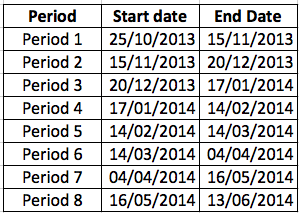 Period Start date End Date
Period 1 25/10/2013 15/11/2013
Period 2 15/11/2013 20/12/2013
Period 3 20/12/2013 17/01/2014
Period 4 17/01/2014 14/02/2014
Period 5 14/02/2014 14/03/2014
Period 6 14/03/2014 04/04/2014
Period 7 04/04/2014 16/05/2014
Period 8 16/05/2014 13/06/2014